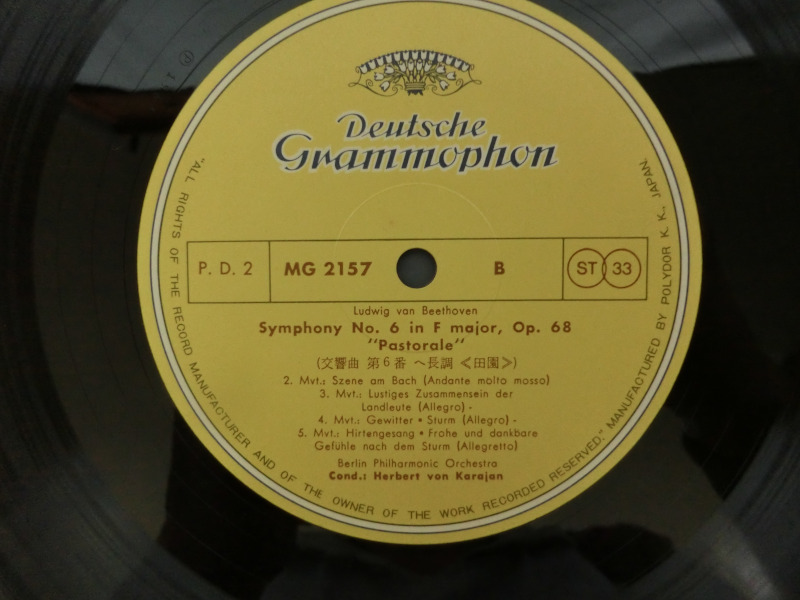 Deutsche
Grammophon
P. D. 2
MG 2157
B
ST 33
Ludwig van Beethoven
Symphony No. 6 in F major, Op. 68
"Pastorale"
(交響曲 第6番 ヘ長調 ≪田園≫)
2. Mvt.: Szene am Bach (Andante molto mosso)
3. Mvt.: Lustiges Zusammensein der
Landleute (Allegro) -
4. Mvt.: Gewitter • Sturm (Allegro) -
5. Mvt.: Hirtengesang • Frohe und dankbare
Gefühle nach dem Sturm (Allegretto)
Berlin Philharmonic Orchestra
Cond.: Herbert von Karajan
"ALL RIGHTS OF THE RECORD MANUFACTURER AND OF THE OWNER OF THE WORK RECORDED RESERVED." MANUFACTURED BY POLYDOR K. K., JAPAN.